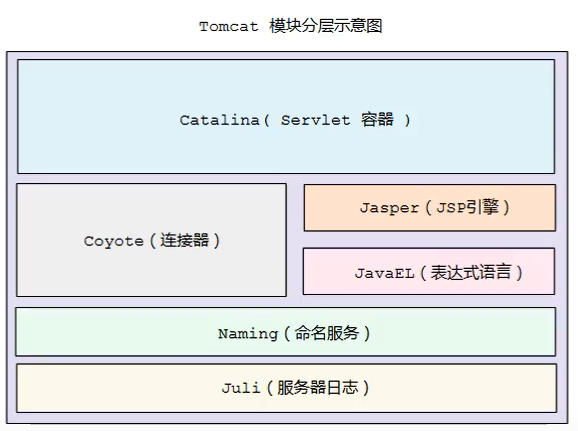 Tomcat 模块分层示意图
Catalina( Servlet 容器 )
Coyote(连接器)
Jasper(JSP引擎)
JavaEL(表达式语言)
Naming(命名服务)
Juli(服务器日志)